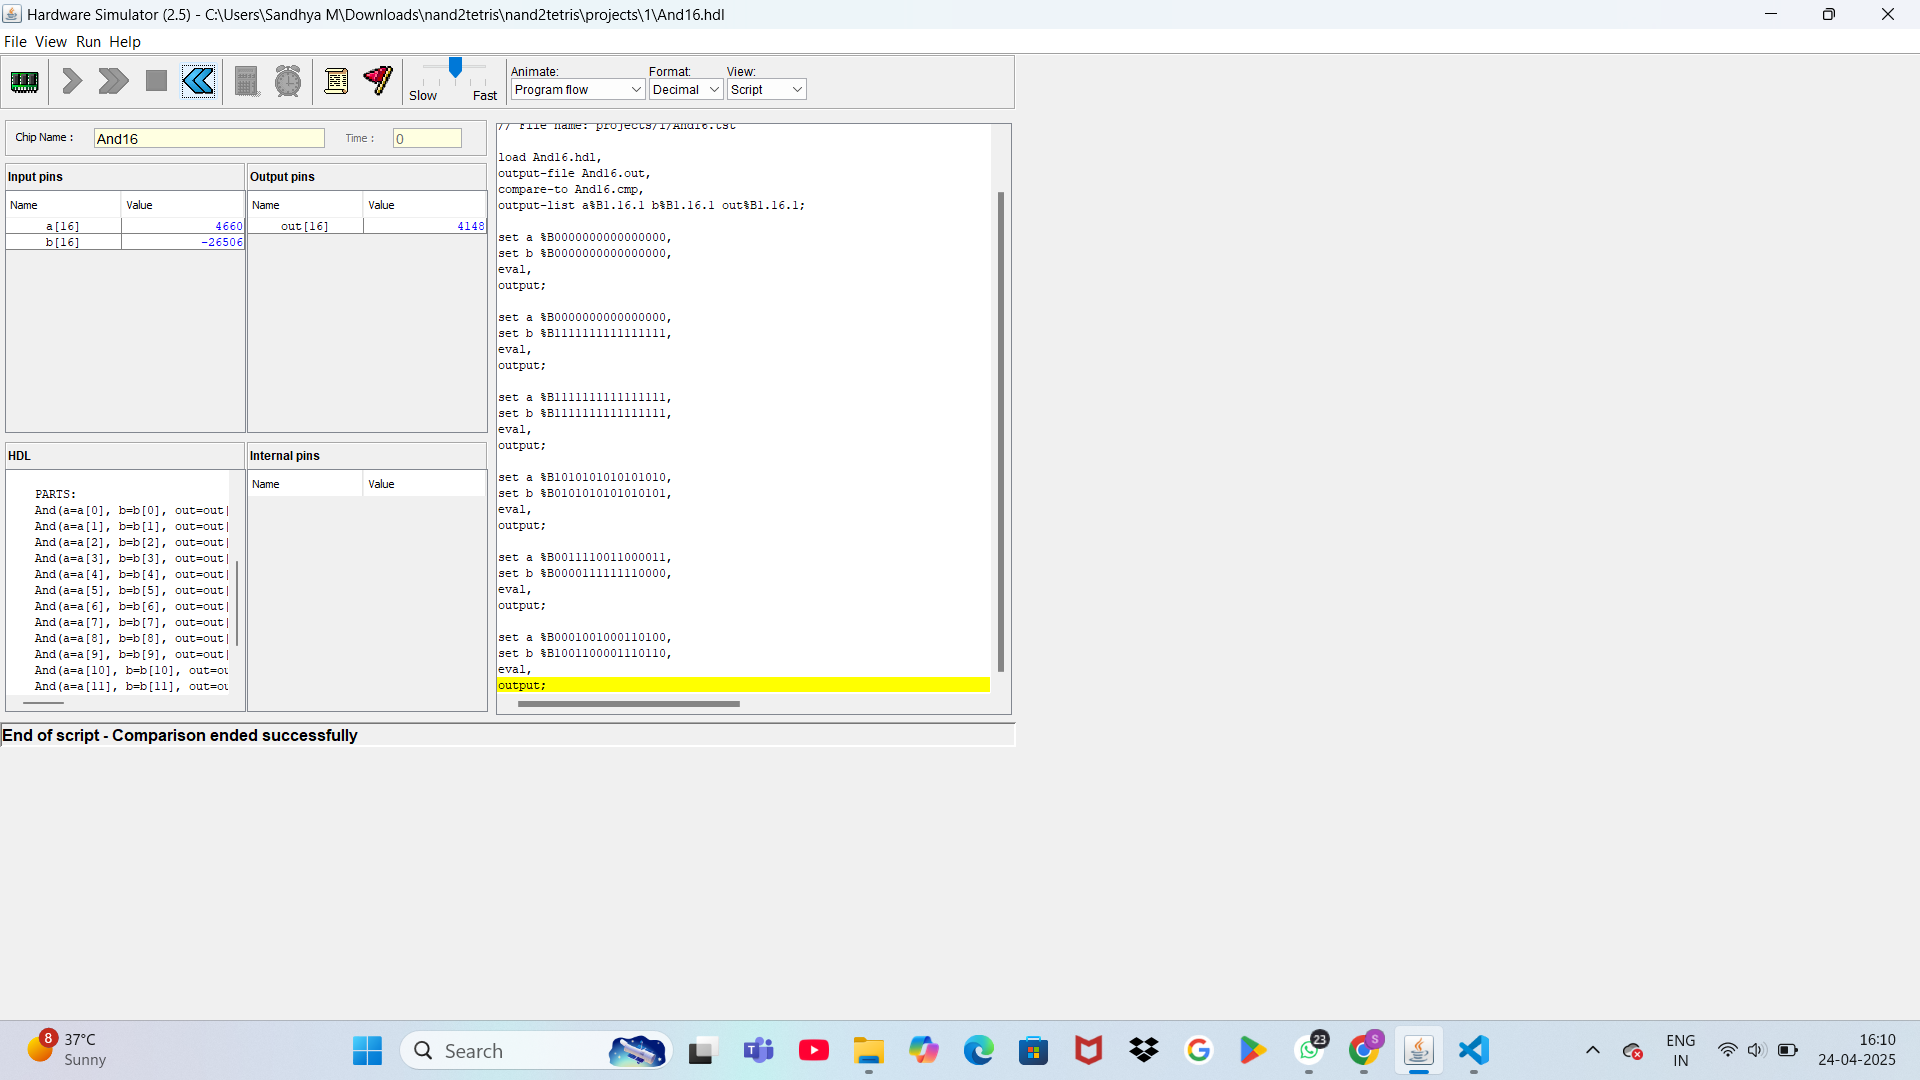 Hardware Simulator (2.5) - C:\Users\Sandhya M\Downloads\nand2tetris\nand2tetris\projects\1\And16.hdl
File View Run Help
Slow Fast
Animate: Format: View:
Program flow Decimal Script
Chip Name : And16 Time : 0
Input pins
Name Value
a[16] 4660
b[16] -26506
Output pins
Name Value
out[16] 4148
HDL
PARTS:
And(a=a[0], b=b[0], out=out[
And(a=a[1], b=b[1], out=out[
And(a=a[2], b=b[2], out=out[
And(a=a[3], b=b[3], out=out[
And(a=a[4], b=b[4], out=out[
And(a=a[5], b=b[5], out=out[
And(a=a[6], b=b[6], out=out[
And(a=a[7], b=b[7], out=out[
And(a=a[8], b=b[8], out=out[
And(a=a[9], b=b[9], out=out[
And(a=a[10], b=b[10], out=ou
And(a=a[11], b=b[11], out=ou
Internal pins
Name Value
// File name: projects/1/And16.tst
load And16.hdl,
output-file And16.out,
compare-to And16.cmp,
output-list a%B1.16.1 b%B1.16.1 out%B1.16.1;
set a %B0000000000000000,
set b %B0000000000000000,
eval,
output;
set a %B0000000000000000,
set b %B1111111111111111,
eval,
output;
set a %B1111111111111111,
set b %B1111111111111111,
eval,
output;
set a %B1010101010101010,
set b %B0101010101010101,
eval,
output;
set a %B0011110011000011,
set b %B0000111111110000,
eval,
output;
set a %B0001001000110100,
set b %B1001100001110110,
eval,
output;
End of script - Comparison ended successfully
8
37°C
Sunny
Search
23
S
ENG
IN
16:10
24-04-2025